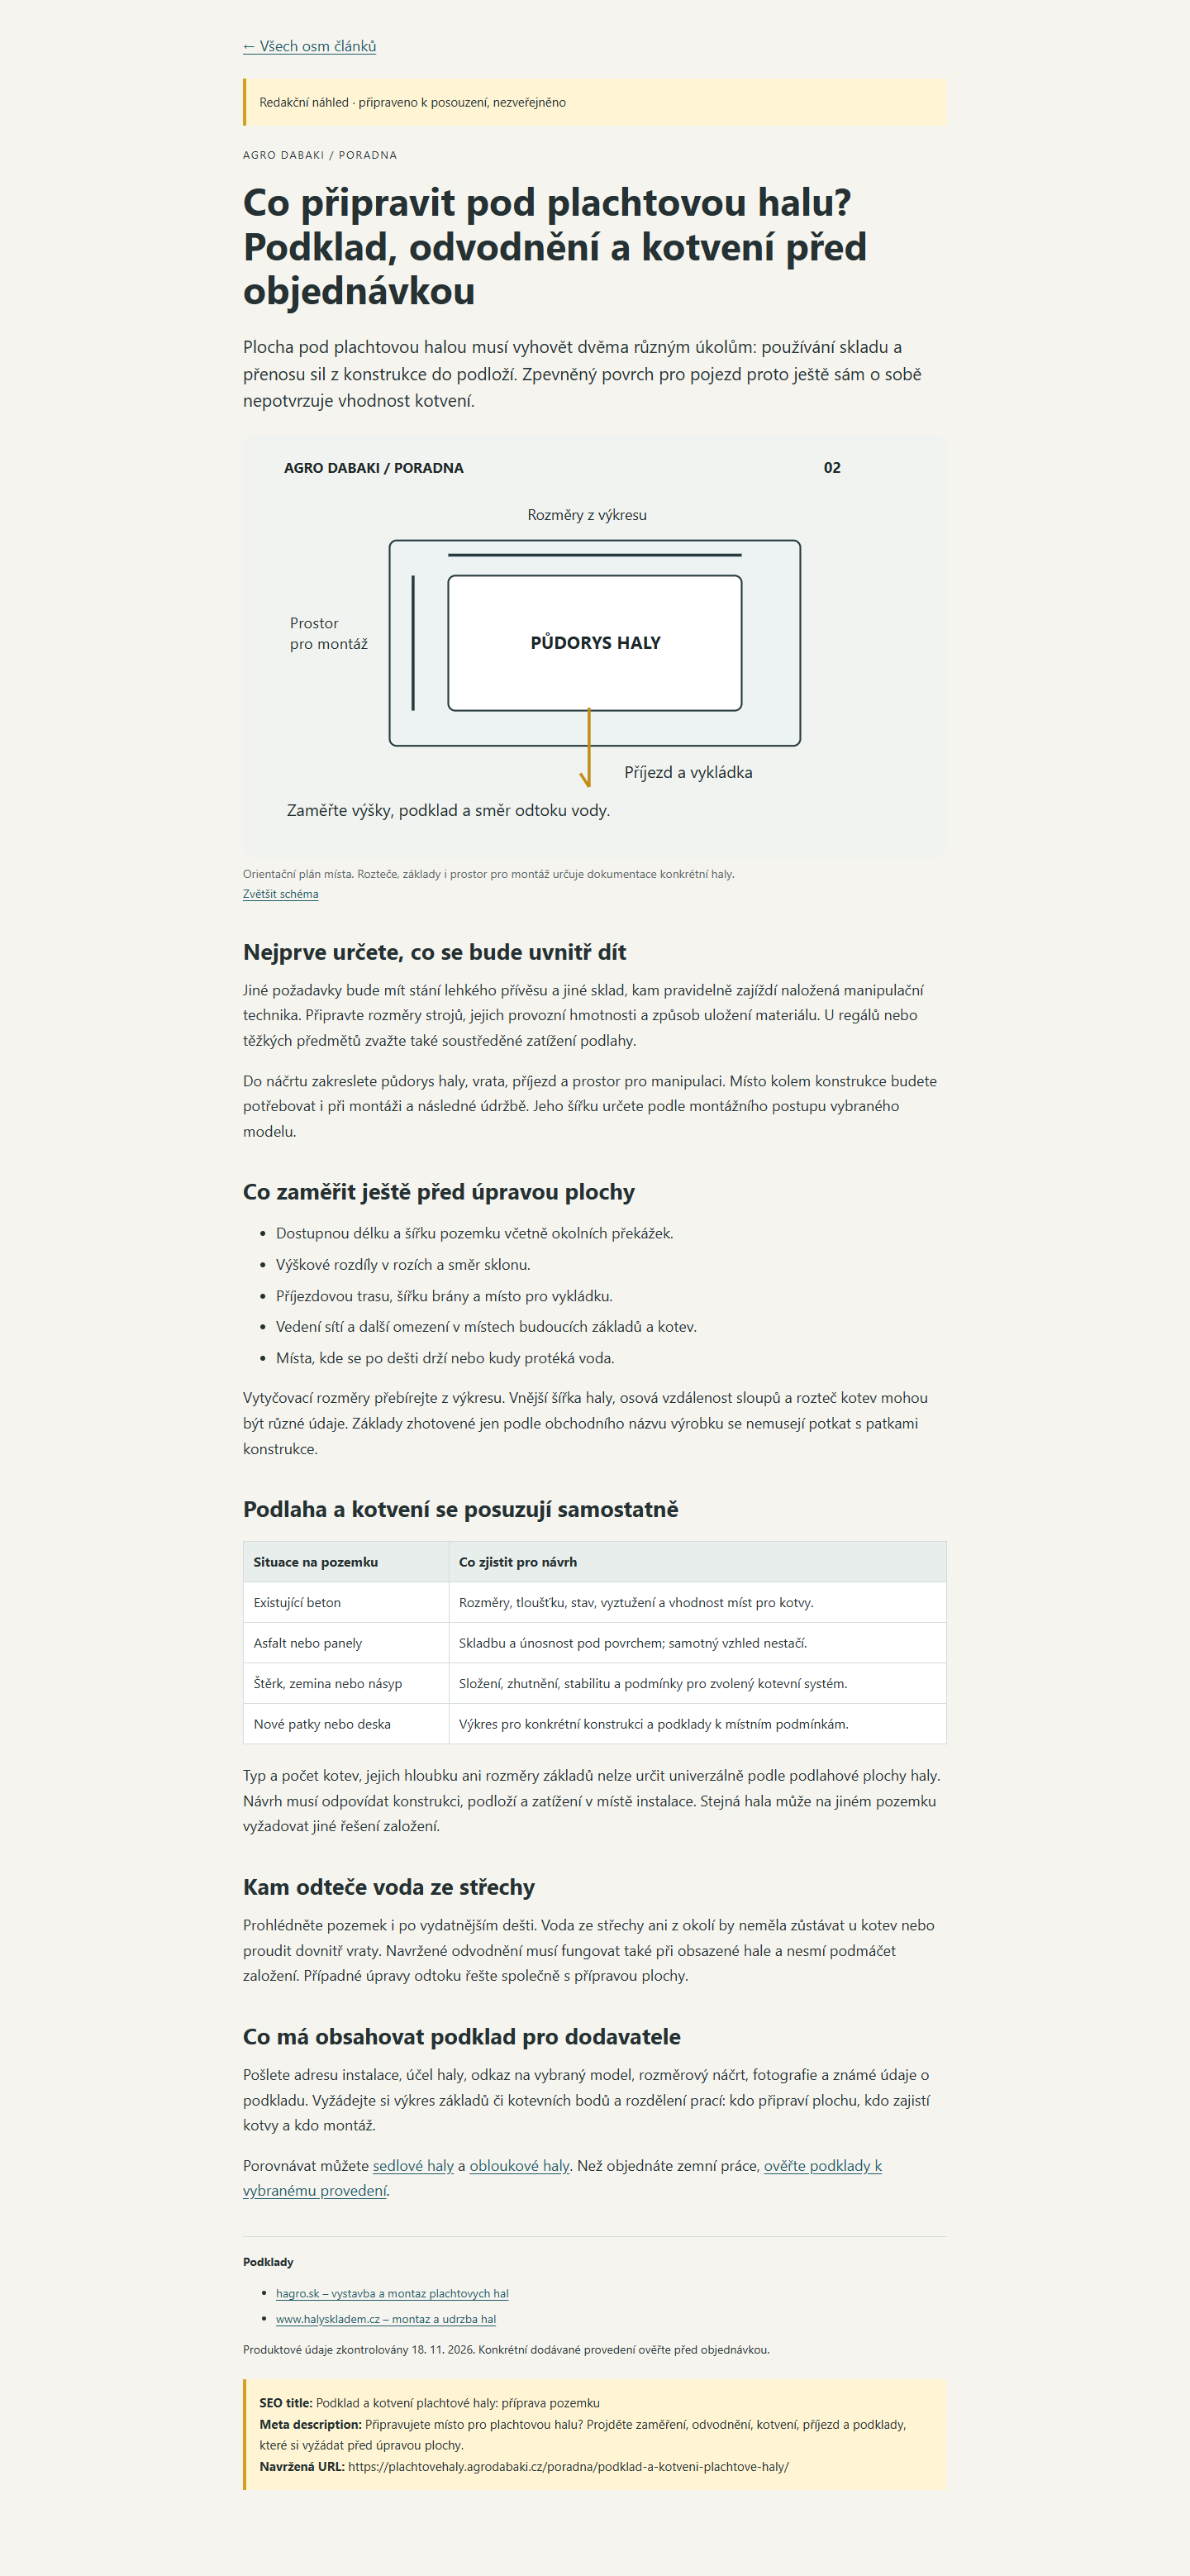 ← Všech osm článků
Redakční náhled · připraveno k posouzení, nezveřejněno
AGRO DABAKI / PORADNA
Co připravit pod plachtovou halu?
Podklad, odvodnění a kotvení před
objednávkou
Plocha pod plachtovou halou musí vyhovět dvěma různým úkolům: používání skladu a
přenosu sil z konstrukce do podloží. Zpevněný povrch pro pojezd proto ještě sám o sobě
nepotvrzuje vhodnost kotvení.
AGRO DABAKI / PORADNA
02
Rozměry z výkresu
Prostor
pro montáž
PŮDORYS HALY
Příjezd a vykládka
Zaměřte výšky, podklad a směr odtoku vody.
Orientační plán místa. Rozteče, základy i prostor pro montáž určuje dokumentace konkrétní haly.
Zvětšit schéma
Nejprve určete, co se bude uvnitř dít
Jiné požadavky bude mít stání lehkého přívěsu a jiné sklad, kam pravidelně zajíždí naložená manipulační
technika. Připravte rozměry strojů, jejich provozní hmotnosti a způsob uložení materiálu. U regálů nebo
těžkých předmětů zvažte také soustředěné zatížení podlahy.
Do náčrtu zakreslete půdorys haly, vrata, příjezd a prostor pro manipulaci. Místo kolem konstrukce budete
potřebovat i při montáži a následné údržbě. Jeho šířku určete podle montážního postupu vybraného
modelu.
Co zaměřit ještě před úpravou plochy
• Dostupnou délku a šířku pozemku včetně okolních překážek.
• Výškové rozdíly v rozích a směr sklonu.
• Příjezdovou trasu, šířku brány a místo pro vykládku.
• Vedení sítí a další omezení v místech budoucích základů a kotev.
• Místa, kde se po dešti drží nebo kudy protéká voda.
Vytyčovací rozměry přebírejte z výkresu. Vnější šířka haly, osová vzdálenost sloupů a rozteč kotev mohou
být různé údaje. Základy zhotovené jen podle obchodního názvu výrobku se nemusejí potkat s patkami
konstrukce.
Podlaha a kotvení se posuzují samostatně
Situace na pozemku
Co zjistit pro návrh
Existující beton
Rozměry, tloušťku, stav, vyztužení a vhodnost míst pro kotvy.
Asfalt nebo panely
Skladbu a únosnost pod povrchem; samotný vzhled nestačí.
Štěrk, zemina nebo násyp
Složení, zhutnění, stabilitu a podmínky pro zvolený kotevní systém.
Nové patky nebo deska
Výkres pro konkrétní konstrukci a podklady k místním podmínkám.
Typ a počet kotev, jejich hloubku ani rozměry základů nelze určit univerzálně podle podlahové plochy haly.
Návrh musí odpovídat konstrukci, podloží a zatížení v místě instalace. Stejná hala může na jiném pozemku
vyžadovat jiné řešení založení.
Kam odteče voda ze střechy
Prohlédněte pozemek i po vydatnějším dešti. Voda ze střechy ani z okolí by neměla zůstávat u kotev nebo
proudit dovnitř vraty. Navržené odvodnění musí fungovat také při obsazené hale a nesmí podmáčet
založení. Případné úpravy odtoku řešte společně s přípravou plochy.
Co má obsahovat podklad pro dodavatele
Pošlete adresu instalace, účel haly, odkaz na vybraný model, rozměrový náčrt, fotografie a známé údaje o
podkladu. Vyžádejte si výkres základů či kotevních bodů a rozdělení prací: kdo připraví plochu, kdo zajistí
kotvy a kdo montáž.
Porovnávat můžete sedlové haly a obloukové haly. Než objednáte zemní práce, ověřte podklady k
vybranému provedení.
Podklady
• hagro.sk – vystavba a montaz plachtovych hal
• www.halyskladem.cz – montaz a udrzba hal
Produktové údaje zkontrolovány 18. 11. 2026. Konkrétní dodávané provedení ověřte před objednávkou.
SEO title: Podklad a kotvení plachtové haly: příprava pozemku
Meta description: Připravujete místo pro plachtovou halu? Projděte zaměření, odvodnění, kotvení, příjezd a podklady,
které si vyžádat před úpravou plochy.
Navržená URL: https://plachtovehaly.agrodabaki.cz/poradna/podklad-a-kotveni-plachtove-haly/